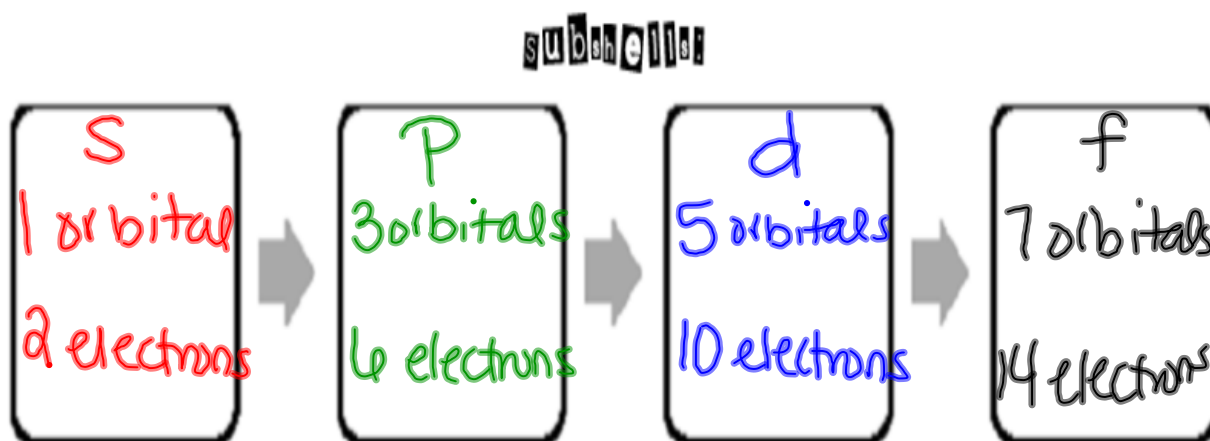 subshells:
S
1 orbital
2 electrons
P
3 orbitals
6 electrons
d
5 orbitals
10 electrons
f
7 orbitals
14 electrons